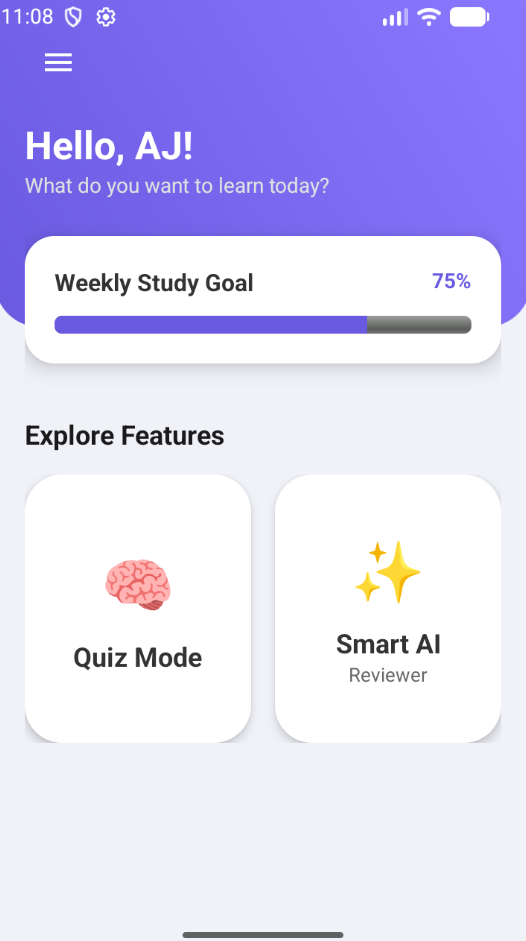 11:08
Hello, AJ!
What do you want to learn today?
Weekly Study Goal 75%
Explore Features
Quiz Mode
Smart AI
Reviewer